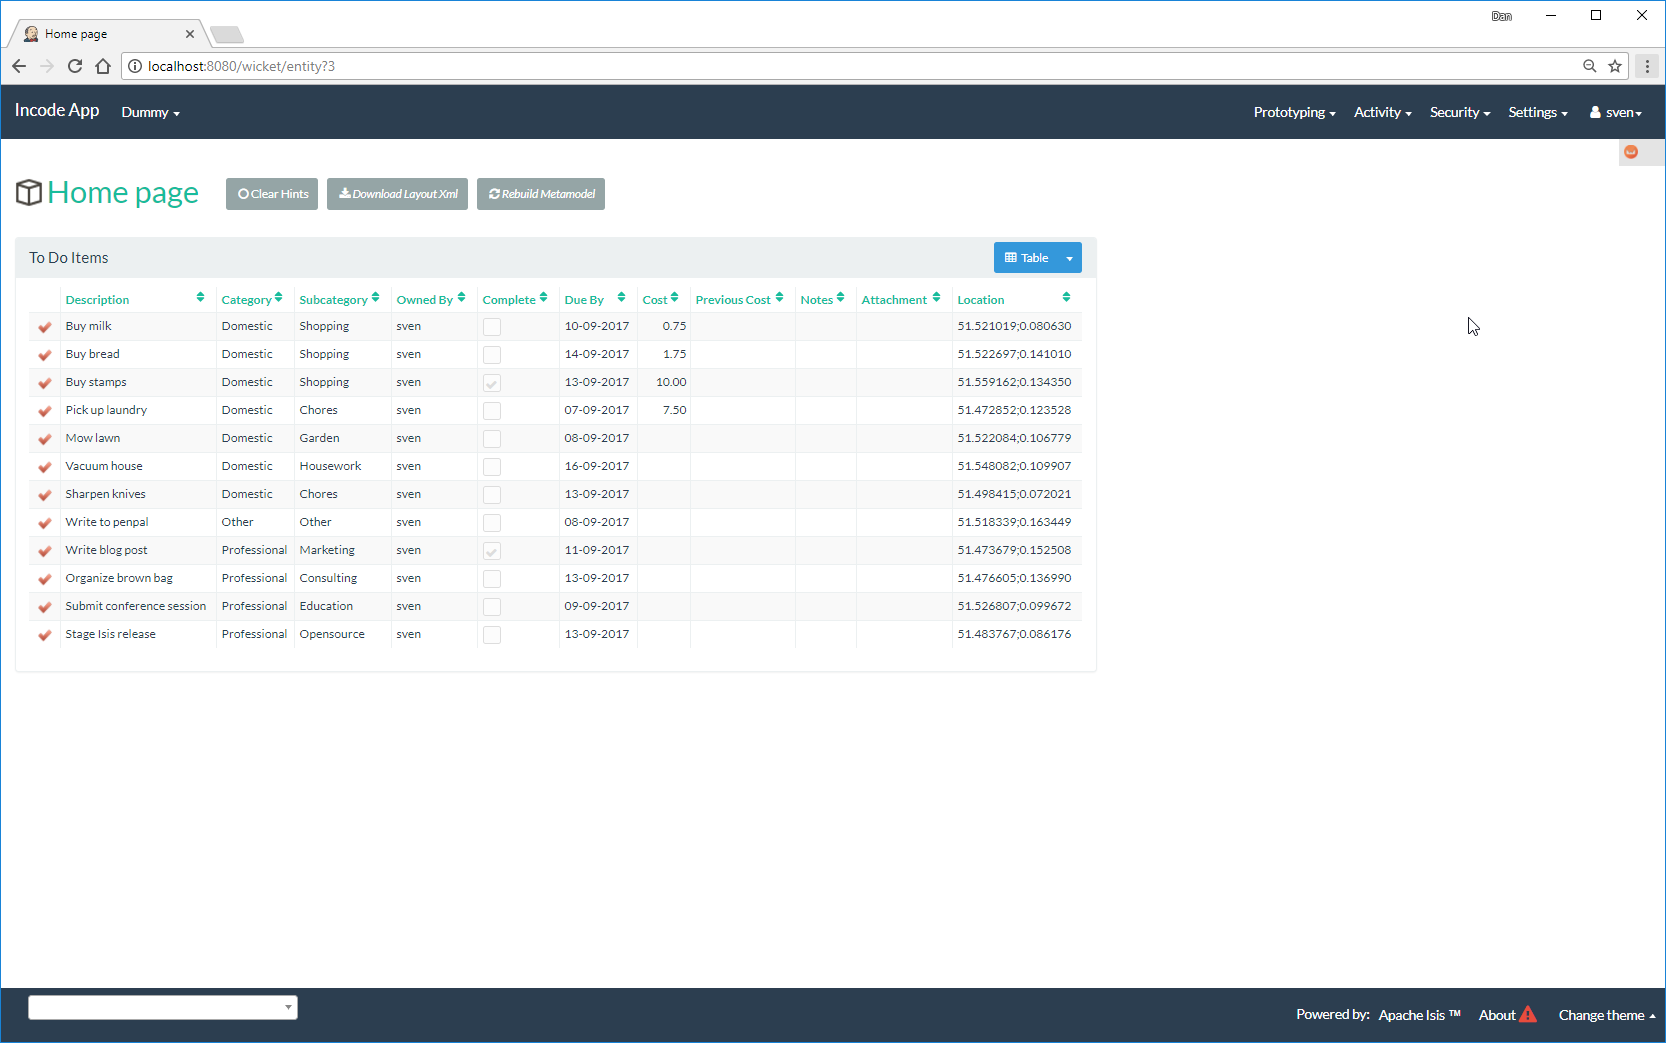 Dan
Home page
localhost:8080/wicket/entity?3
Incode App Dummy Prototyping Activity Security Settings sven
Home page Clear Hints Download Layout Xml Rebuild Metamodel
To Do Items Table
Description Category Subcategory Owned By Complete Due By Cost Previous Cost Notes Attachment Location
Buy milk Domestic Shopping sven 10-09-2017 0.75 51.521019;0.080630
Buy bread Domestic Shopping sven 14-09-2017 1.75 51.522697;0.141010
Buy stamps Domestic Shopping sven 13-09-2017 10.00 51.559162;0.134350
Pick up laundry Domestic Chores sven 07-09-2017 7.50 51.472852;0.123528
Mow lawn Domestic Garden sven 08-09-2017 51.522084;0.106779
Vacuum house Domestic Housework sven 16-09-2017 51.548082;0.109907
Sharpen knives Domestic Chores sven 13-09-2017 51.498415;0.072021
Write to penpal Other Other sven 08-09-2017 51.518339;0.163449
Write blog post Professional Marketing sven 11-09-2017 51.473679;0.152508
Organize brown bag Professional Consulting sven 13-09-2017 51.476605;0.136990
Submit conference session Professional Education sven 09-09-2017 51.526807;0.099672
Stage Isis release Professional Opensource sven 13-09-2017 51.483767;0.086176
Powered by: Apache Isis ™ About Change theme